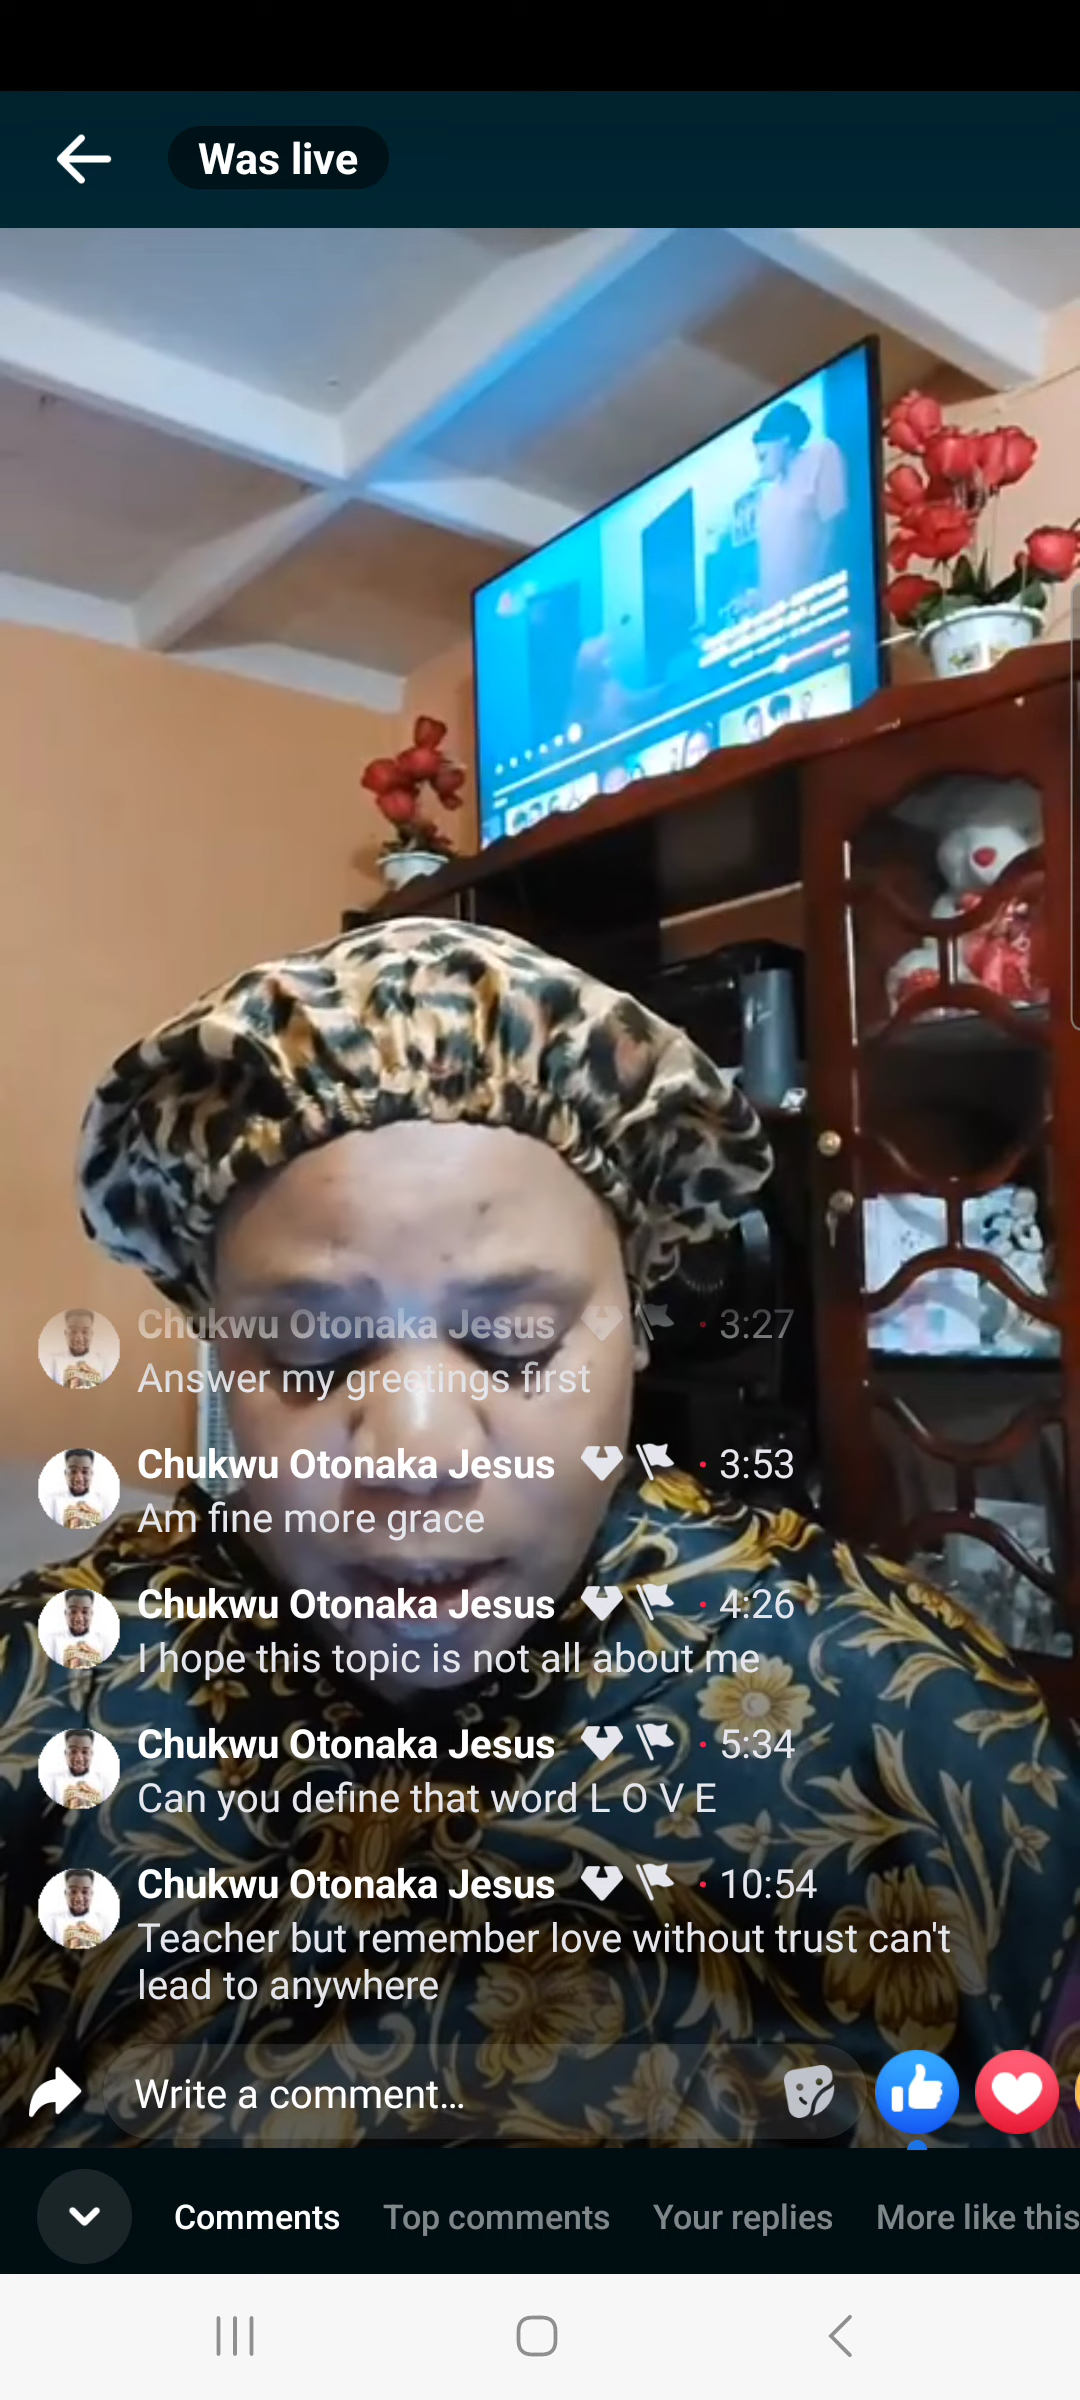 Was live
Chukwu Otonaka Jesus · 3:27
Answer my greetings first
Chukwu Otonaka Jesus · 3:53
Am fine more grace
Chukwu Otonaka Jesus · 4:26
I hope this topic is not all about me
Chukwu Otonaka Jesus · 5:34
Can you define that word L O V E
Chukwu Otonaka Jesus · 10:54
Teacher but remember love without trust can't
lead to anywhere
Write a comment...
Comments Top comments Your replies More like this